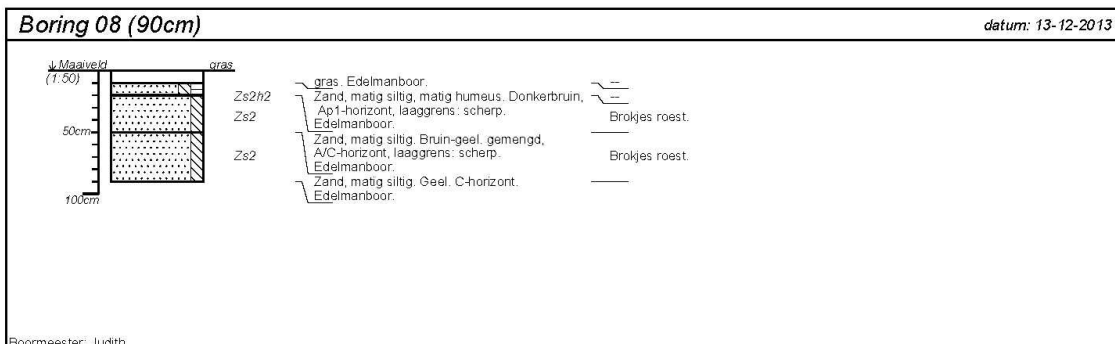 Boring 08 (90cm) datum: 13-12-2013
↓ Maaiveld gras
(1:50)
gras. Edelmanboor. --
Zs2h2 Zand, matig siltig, matig humeus. Donkerbruin, --
Zs2 Ap1-horizont, laaggrens: scherp. Brokjes roest.
Edelmanboor.
50cm
Zand, matig siltig. Bruin-geel. gemengd,
Zs2 A/C-horizont, laaggrens: scherp. Brokjes roest.
Edelmanboor.
Zand, matig siltig. Geel. C-horizont.
100cm Edelmanboor.
Boormeester: Judith